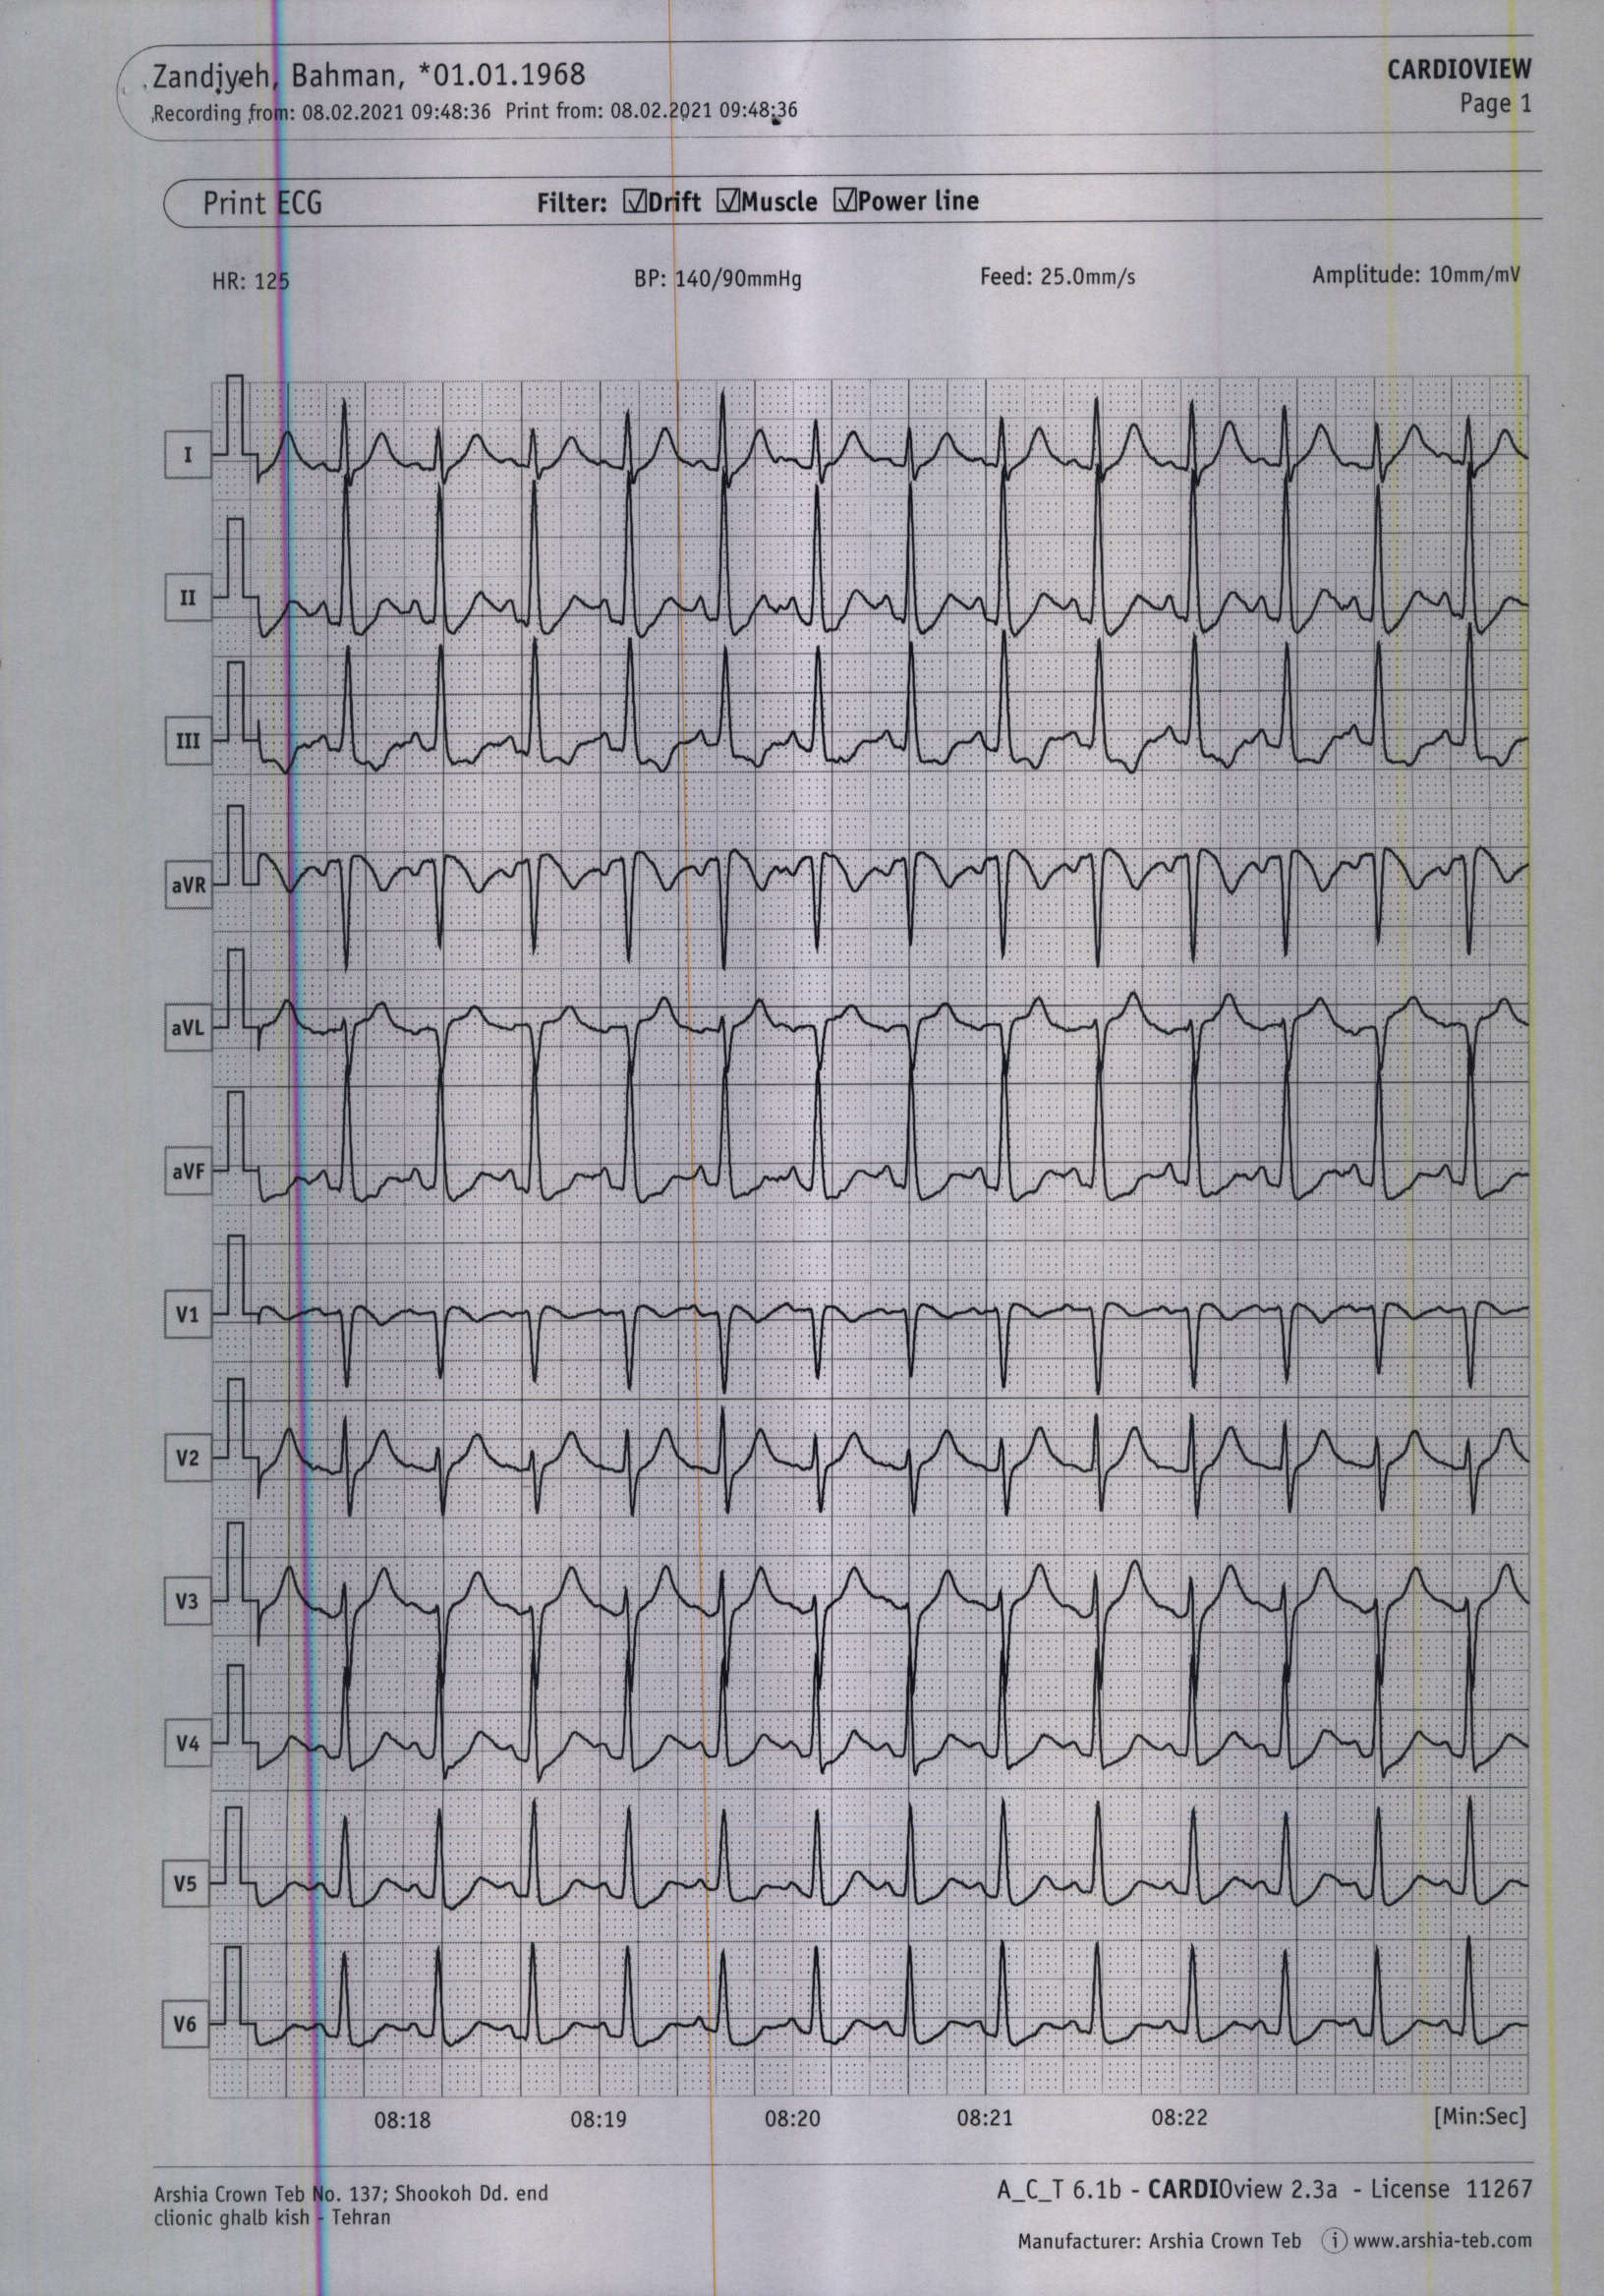 Zandjyeh, Bahman, *01.01.1968
Recording from: 08.02.2021 09:48:36 Print from: 08.02.2021 09:48:36
CARDIOVIEW
Page 1
Print ECG
Filter: ☑Drift ☑Muscle ☑Power line
HR: 125
BP: 140/90mmHg
Feed: 25.0mm/s
Amplitude: 10mm/mV
I
II
III
aVR
aVL
aVF
V1
V2
V3
V4
V5
V6
08:18 08:19 08:20 08:21 08:22 [Min:Sec]
Arshia Crown Teb No. 137; Shookoh Dd. end
clionic ghalb kish - Tehran
A_C_T 6.1b - CARDIOview 2.3a - License 11267
Manufacturer: Arshia Crown Teb i www.arshia-teb.com